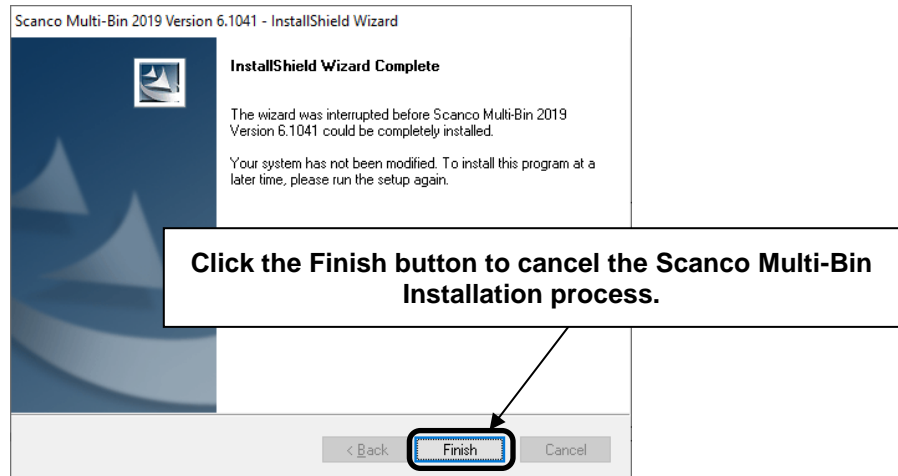 Scanco Multi-Bin 2019 Version 6.1041 - InstallShield Wizard
InstallShield Wizard Complete
The wizard was interrupted before Scanco Multi-Bin 2019
Version 6.1041 could be completely installed.
Your system has not been modified. To install this program at a
later time, please run the setup again.
Click the Finish button to cancel the Scanco Multi-Bin
Installation process.
< Back Finish Cancel